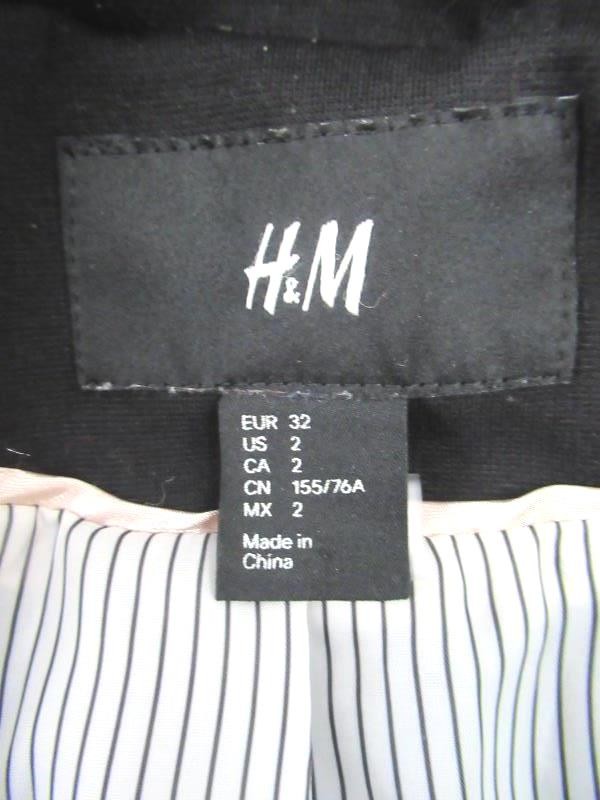 H&M
EUR 32
US 2
CA 2
CN 155/76A
MX 2
Made in
China